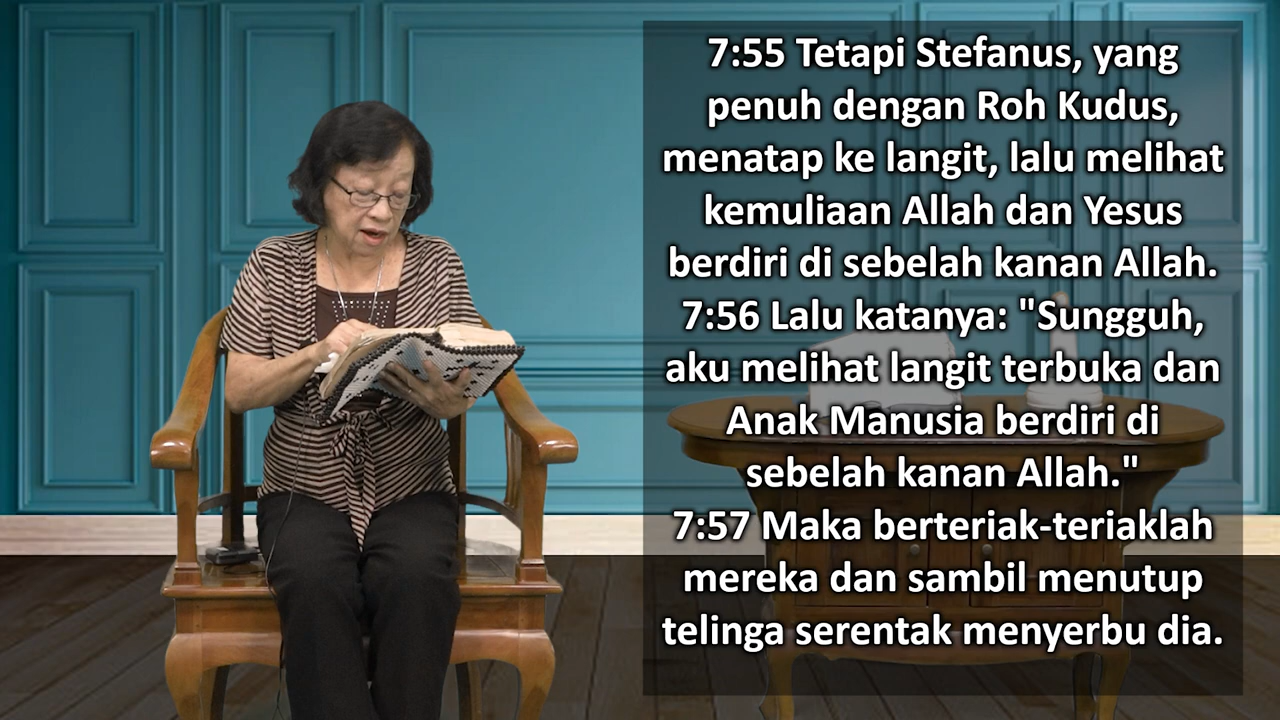 7:55 Tetapi Stefanus, yang
penuh dengan Roh Kudus,
menatap ke langit, lalu melihat
kemuliaan Allah dan Yesus
berdiri di sebelah kanan Allah.
7:56 Lalu katanya: "Sungguh,
aku melihat langit terbuka dan
Anak Manusia berdiri di
sebelah kanan Allah."
7:57 Maka berteriak-teriaklah
mereka dan sambil menutup
telinga serentak menyerbu dia.